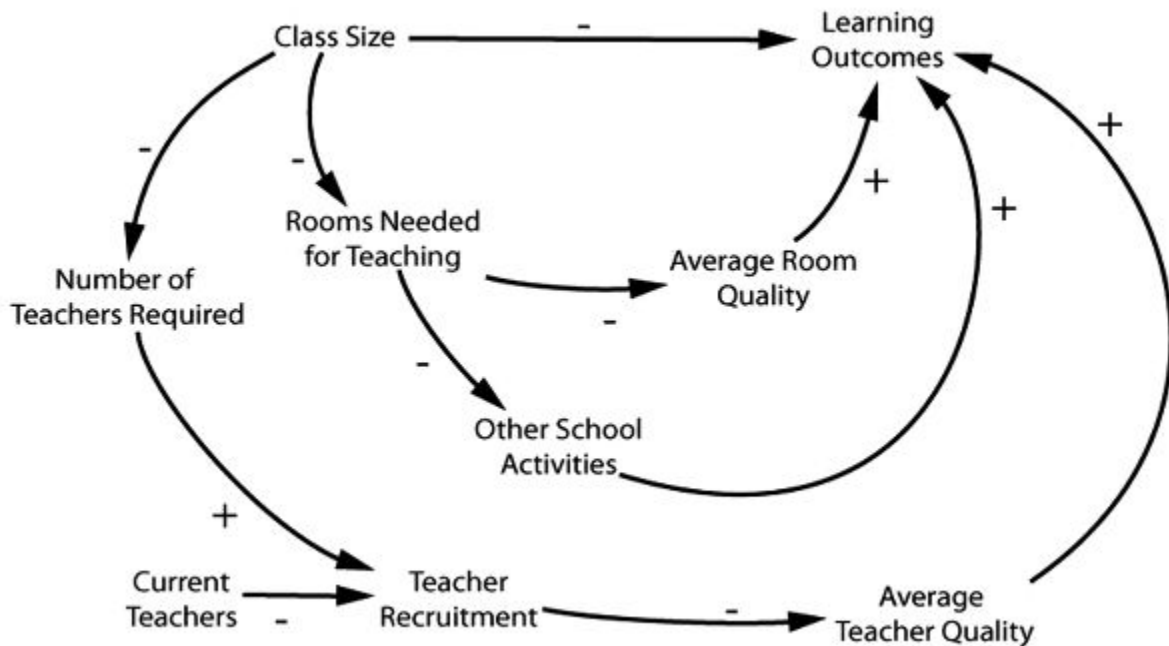 Class Size
-
Learning
Outcomes
-
-
+
+
+
Rooms Needed
for Teaching
Average Room
Quality
Number of
Teachers Required
-
-
Other School
Activities
+
Current
Teachers
-
Teacher
Recruitment
-
Average
Teacher Quality